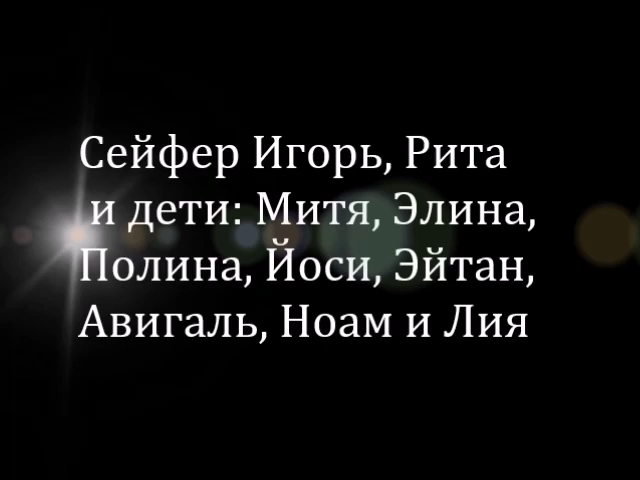 Сейфер Игорь, Рита
и дети: Митя, Элина,
Полина, Йоси, Эйтан,
Авигаль, Ноам и Лия